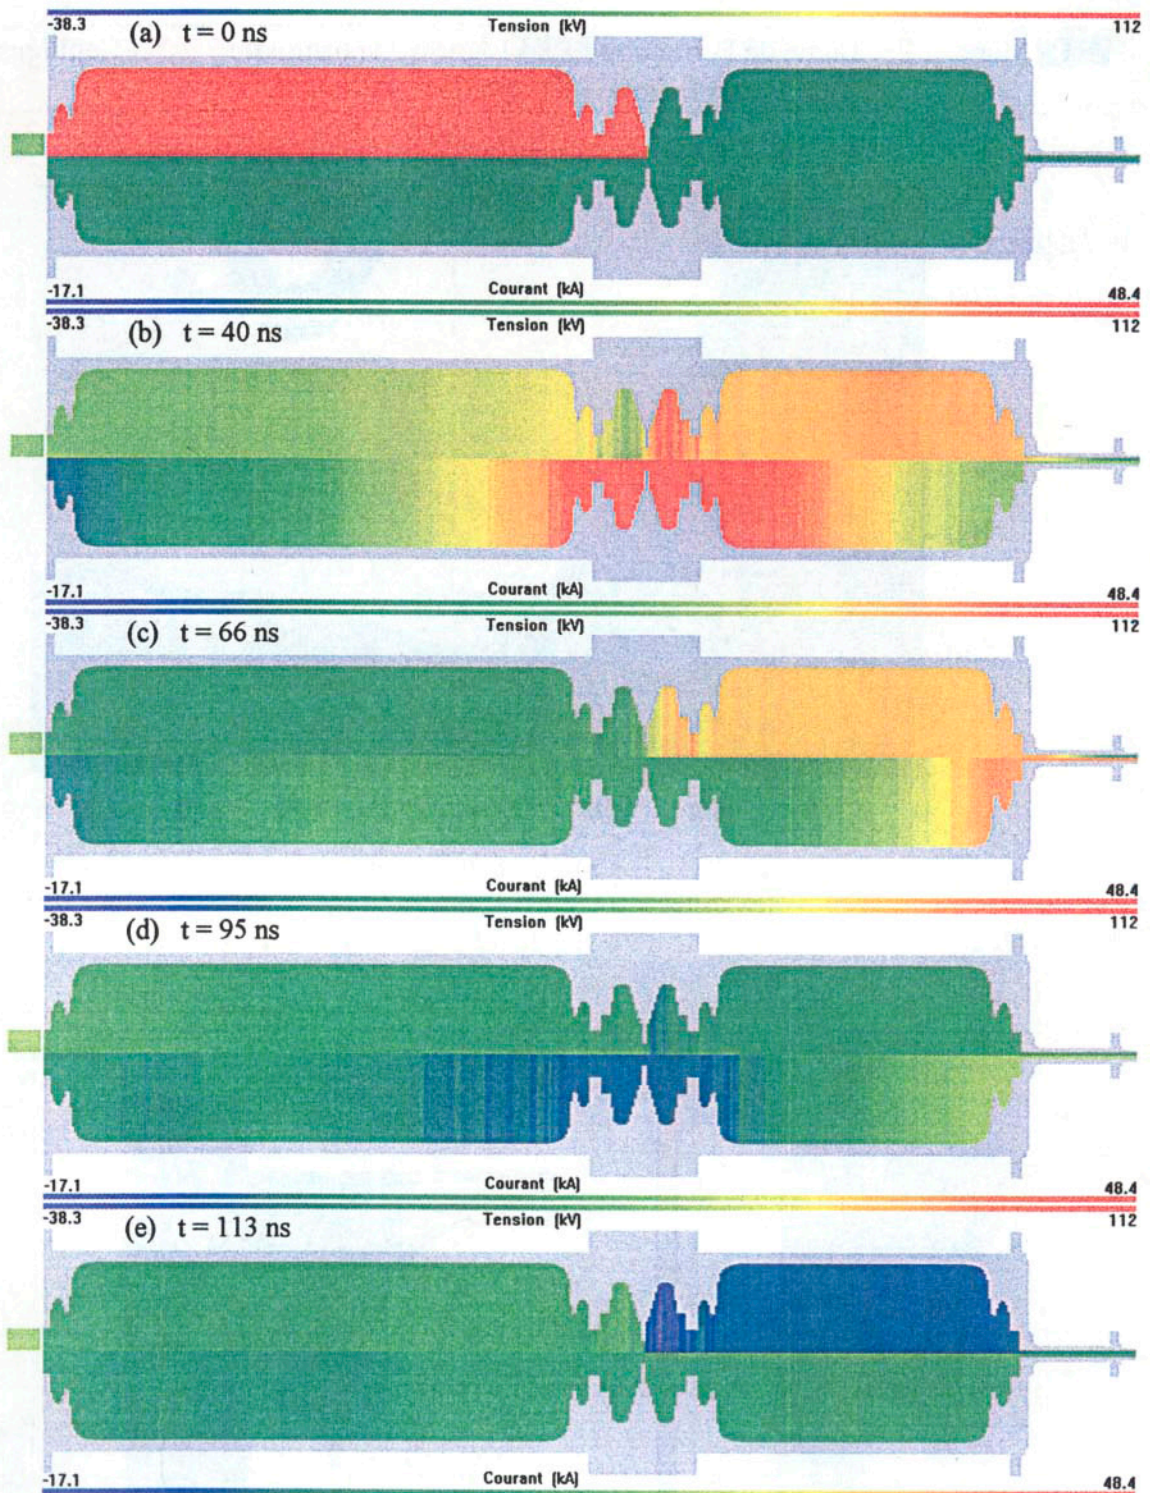 -38.3 Tension (kV) 112
(a) t = 0 ns
-17.1 Courant (kA) 48.4
-38.3 Tension (kV) 112
(b) t = 40 ns
-17.1 Courant (kA) 48.4
-38.3 Tension (kV) 112
(c) t = 66 ns
-17.1 Courant (kA) 48.4
-38.3 Tension (kV) 112
(d) t = 95 ns
-17.1 Courant (kA) 48.4
-38.3 Tension (kV) 112
(e) t = 113 ns
-17.1 Courant (kA) 48.4